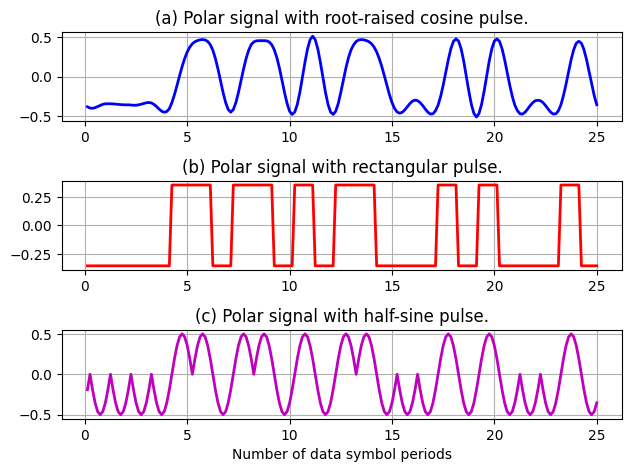 (a) Polar signal with root-raised cosine pulse.
0.5
0.0
−0.5
0 5 10 15 20 25
(b) Polar signal with rectangular pulse.
0.25
0.00
−0.25
0 5 10 15 20 25
(c) Polar signal with half-sine pulse.
0.5
0.0
−0.5
0 5 10 15 20 25
Number of data symbol periods